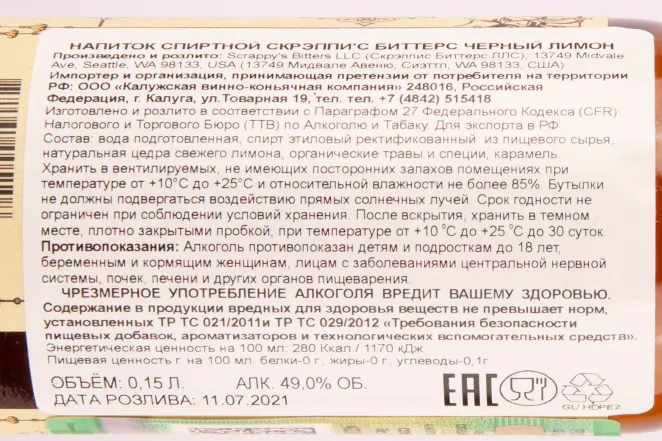 НАПИТОК СПИРТНОЙ СКРЭППИ'С БИТТЕРС ЧЕРНЫЙ ЛИМОН
Произведено и розлито: Scrappy's Bitters LLC (Скрэппис Биттерс ЛЛС), 13749 Midvale
Ave, Seattle, WA 98133, USA (13749 Мидвале Авеню, Сиэттл, WA 98133, США)
Импортер и организация, принимающая претензии от потребителя на территории
РФ: ООО «Калужская винно-коньячная компания» 248016, Российская
Федерация, г. Калуга, ул.Товарная 19, тел. тел. +7 (4842) 515418
Изготовлено и розлито в соответствии с Параграфом 27 Федерального Кодекса (CFR)
Налогового и Торгового Бюро (ТТВ) по Алкоголю и Табаку. Для экспорта в РФ
Состав: вода подготовленная, спирт этиловый ректификованный из пищевого сырья,
натуральная цедра свежего лимона, органические травы и специи, карамель
Хранить в вентилируемых, не имеющих посторонних запахов помещениях при
температуре от +10°С до +25°С и относительной влажности не более 85%. Бутылки
не должны подвергаться воздействию прямых солнечных лучей. Срок годности не
ограничен при соблюдении условий хранения. После вскрытия, хранить в темном
месте, плотно закрытыми пробкой, при температуре от +10 °С до +25 °С до 30 суток.
Противопоказания: Алкоголь противопоказан детям и подросткам до 18 лет,
беременным и кормящим женщинам, лицам с заболеваниями центральной нервной
системы, почек, печени и других органов пищеварения.
ЧРЕЗМЕРНОЕ УПОТРЕБЛЕНИЕ АЛКОГОЛЯ ВРЕДИТ ВАШЕМУ ЗДОРОВЬЮ.
Содержание в продукции вредных для здоровья веществ не превышает норм,
установленных ТР ТС 021/2011и ТР ТС 029/2012 «Требования безопасности
пищевых добавок, ароматизаторов и технологических вспомогательных средств».
Энергетическая ценность на 100 мл: 280 Ккал./ 1170 кДж
Пищевая ценность г. на 100 мл. белки-0 г., жиры-0 г., углеводы-0,1г
ОБЪЁМ: 0,15 Л. АЛК. 49,0% ОБ.
ДАТА РОЗЛИВА: 11.07.2021
EAC
GL/ HDPE2